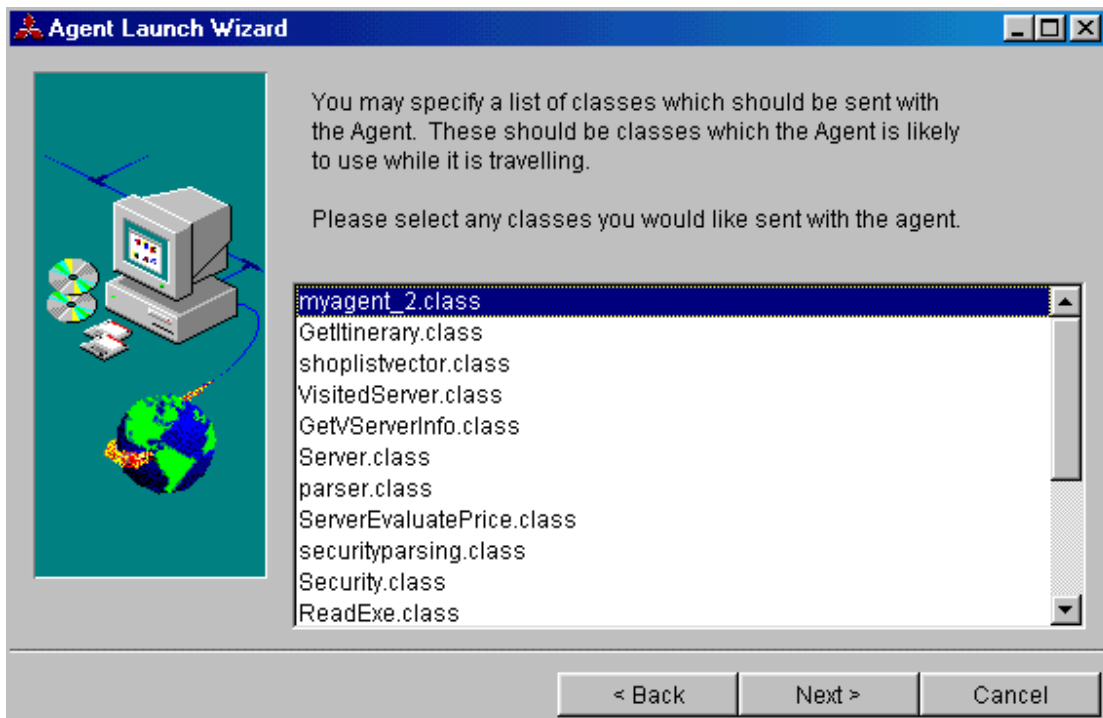 Agent Launch Wizard
You may specify a list of classes which should be sent with
the Agent. These should be classes which the Agent is likely
to use while it is travelling.
Please select any classes you would like sent with the agent.
myagent_2.class
GetItinerary.class
shoplistvector.class
VisitedServer.class
GetVServerInfo.class
Server.class
parser.class
ServerEvaluatePrice.class
securityparsing.class
Security.class
ReadExe.class
< Back
Next >
Cancel